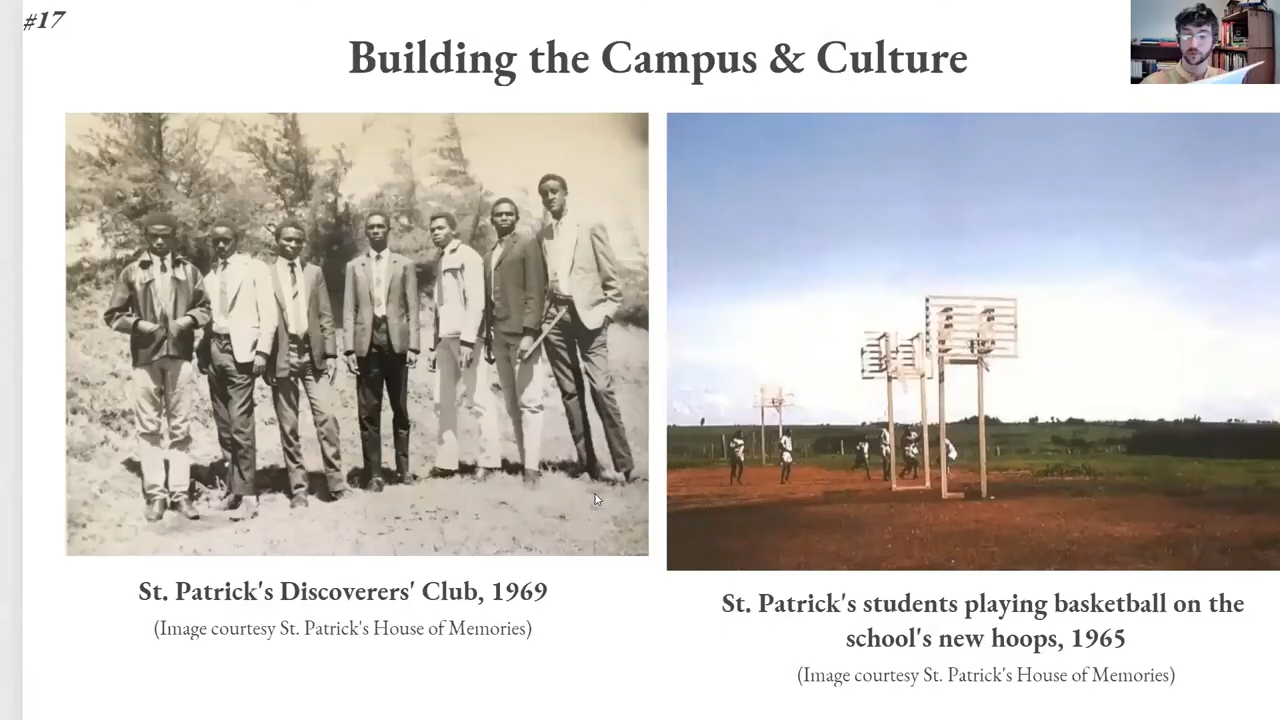 #17
Building the Campus & Culture
St. Patrick's Discoverers' Club, 1969
(Image courtesy St. Patrick's House of Memories)
St. Patrick's students playing basketball on the
school's new hoops, 1965
(Image courtesy St. Patrick's House of Memories)